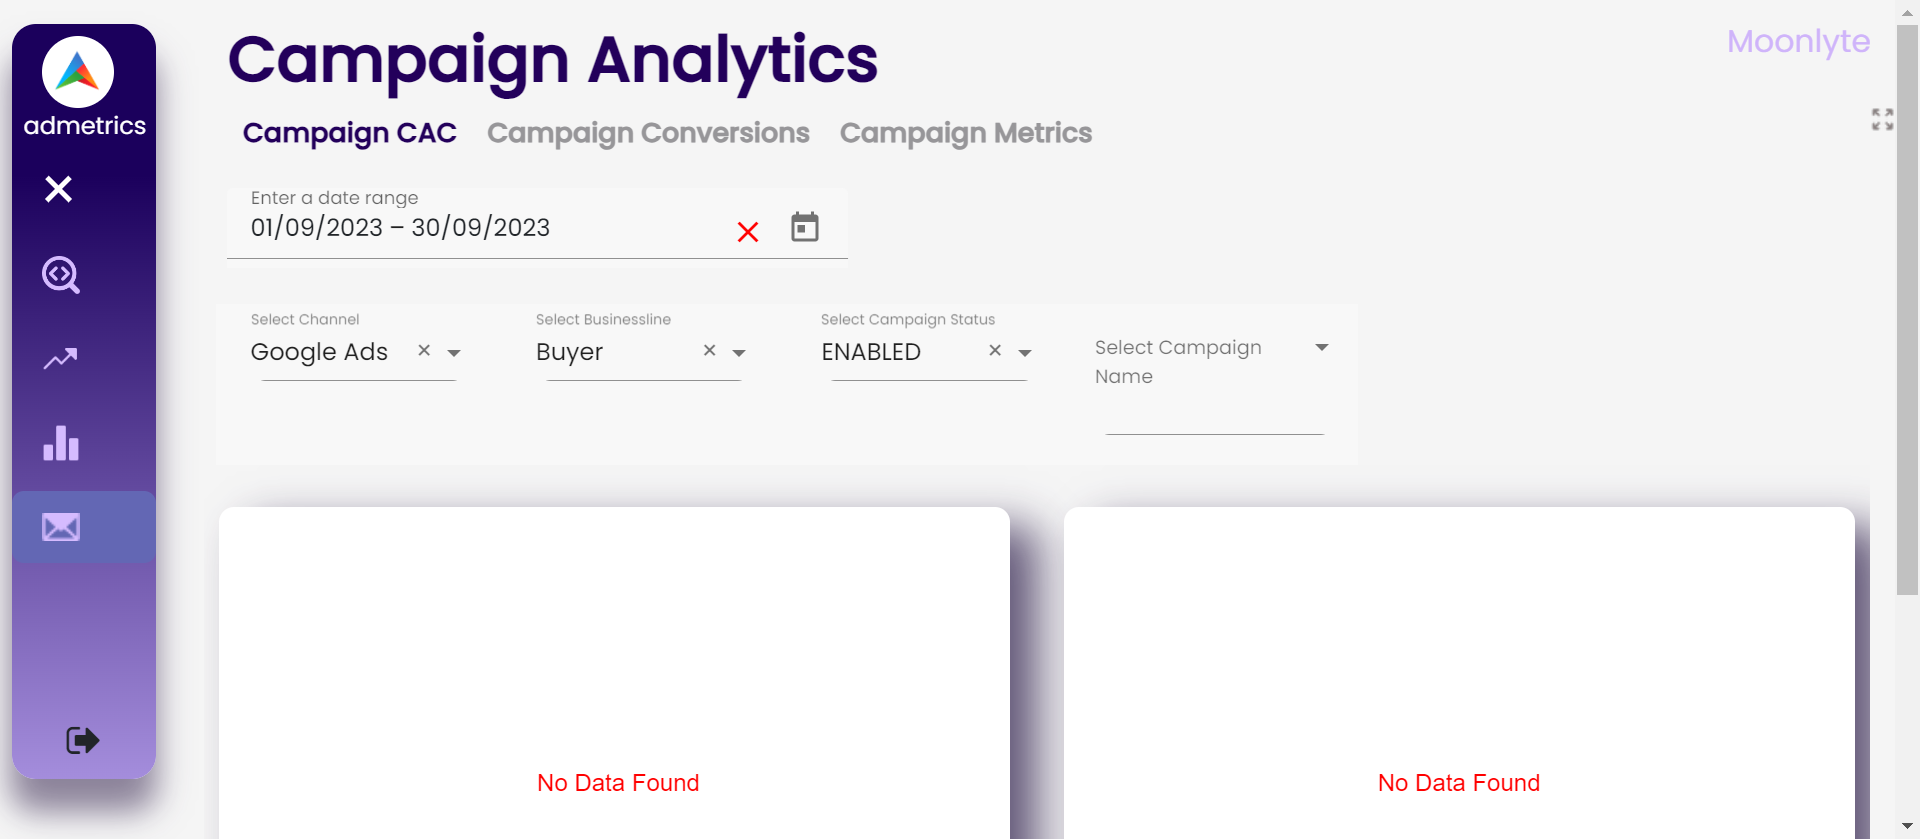 Campaign Analytics
Moonlyte
admetrics
Campaign CAC
Campaign Conversions
Campaign Metrics
Enter a date range
01/09/2023 – 30/09/2023
Select Channel
Google Ads
Select Businessline
Buyer
Select Campaign Status
ENABLED
Select Campaign
Name
No Data Found
No Data Found